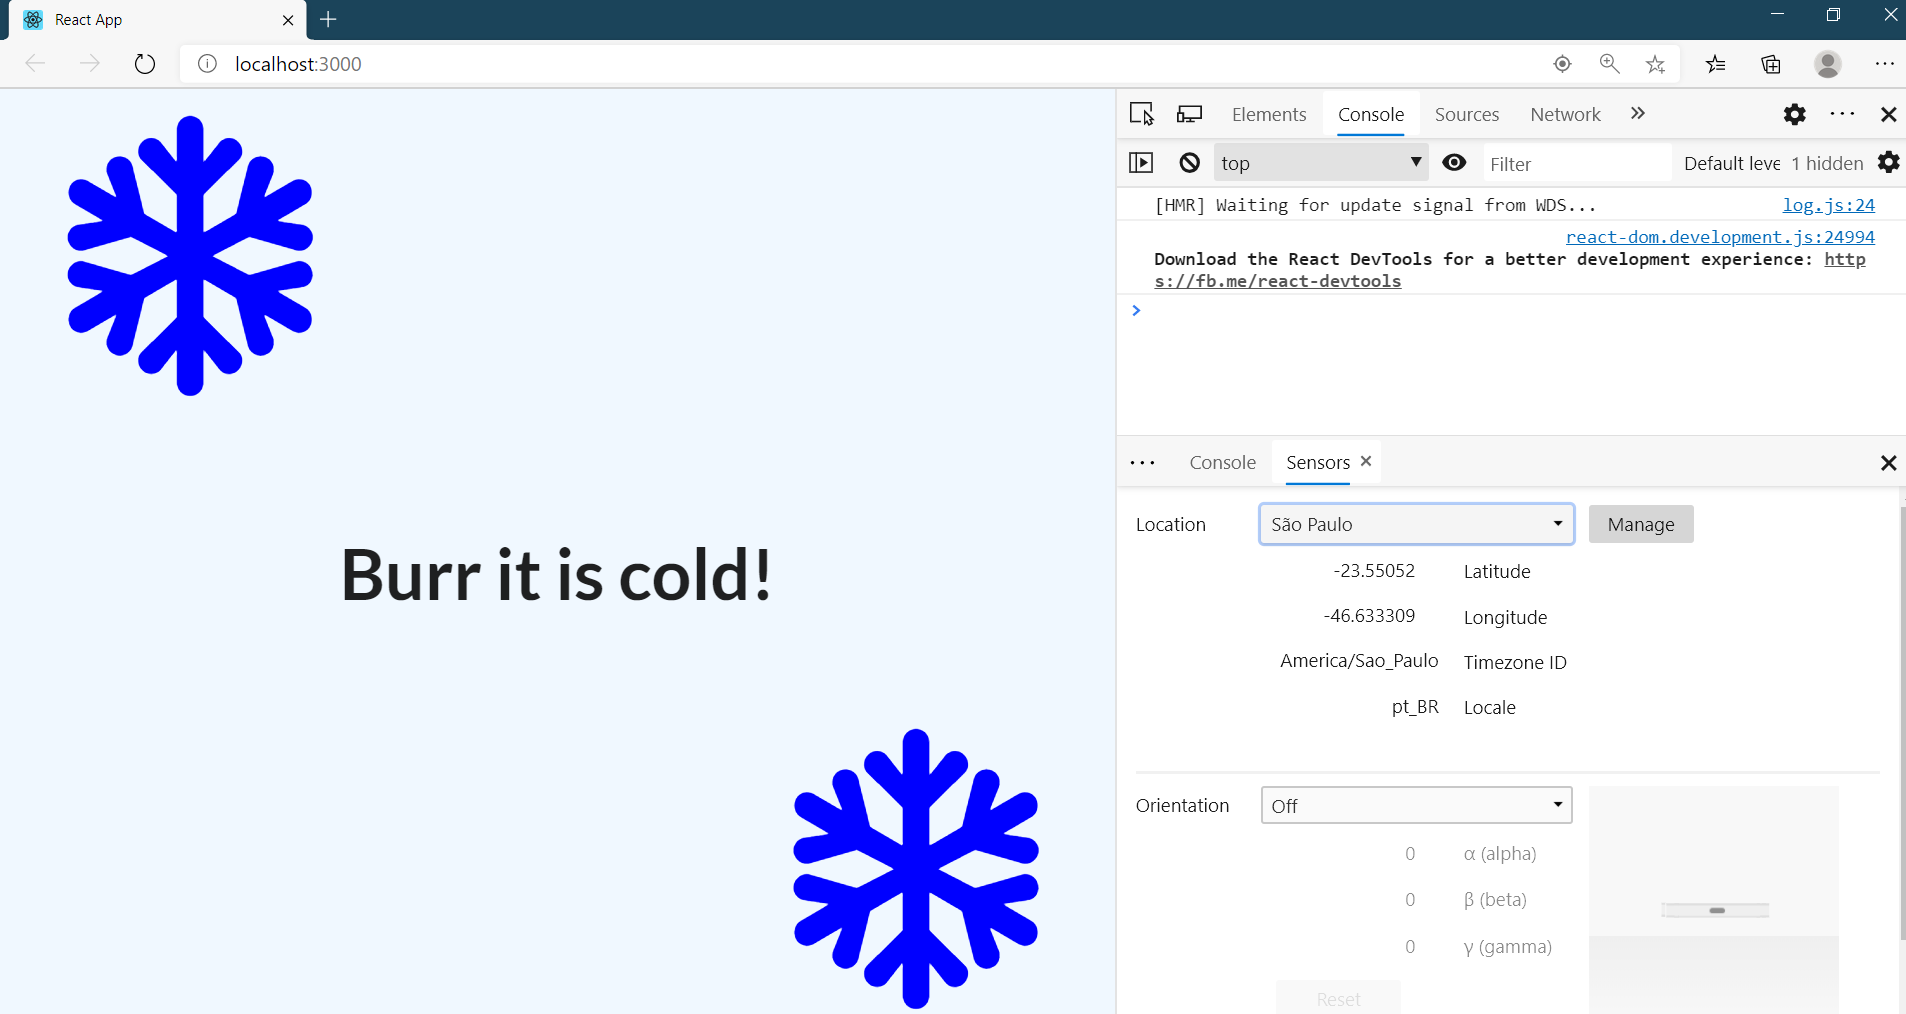 React App
localhost:3000
Elements Console Sources Network
top Filter Default leve 1 hidden
[HMR] Waiting for update signal from WDS... log.js:24
react-dom.development.js:24994
Download the React DevTools for a better development experience: http
s://fb.me/react-devtools
Burr it is cold!
Console Sensors
Location São Paulo Manage
-23.55052 Latitude
-46.633309 Longitude
America/Sao_Paulo Timezone ID
pt_BR Locale
Orientation Off
0 α (alpha)
0 β (beta)
0 γ (gamma)
Reset